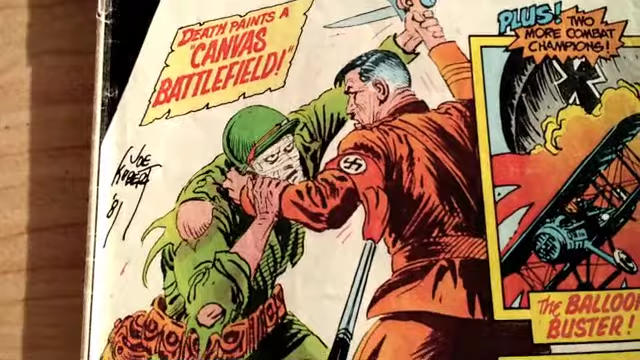 DEATH PAINTS A
"CANVAS
BATTLEFIELD!"
PLUS! TWO
MORE COMBAT
CHAMPIONS!
JOE
KUBERT
'81
The BALLOON
BUSTER!